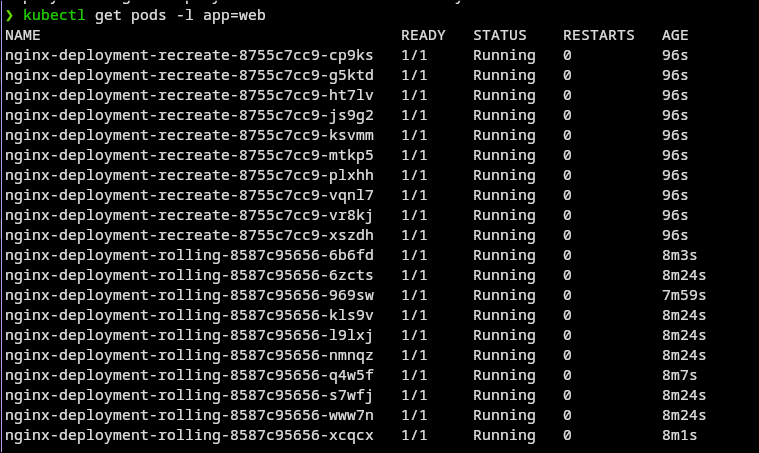 ❯ kubectl get pods -l app=web
NAME READY STATUS RESTARTS AGE
nginx-deployment-recreate-8755c7cc9-cp9ks 1/1 Running 0 96s
nginx-deployment-recreate-8755c7cc9-g5ktd 1/1 Running 0 96s
nginx-deployment-recreate-8755c7cc9-ht7lv 1/1 Running 0 96s
nginx-deployment-recreate-8755c7cc9-js9g2 1/1 Running 0 96s
nginx-deployment-recreate-8755c7cc9-ksvmm 1/1 Running 0 96s
nginx-deployment-recreate-8755c7cc9-mtkp5 1/1 Running 0 96s
nginx-deployment-recreate-8755c7cc9-plxhh 1/1 Running 0 96s
nginx-deployment-recreate-8755c7cc9-vqnl7 1/1 Running 0 96s
nginx-deployment-recreate-8755c7cc9-vr8kj 1/1 Running 0 96s
nginx-deployment-recreate-8755c7cc9-xszdh 1/1 Running 0 96s
nginx-deployment-rolling-8587c95656-6b6fd 1/1 Running 0 8m3s
nginx-deployment-rolling-8587c95656-6zcts 1/1 Running 0 8m24s
nginx-deployment-rolling-8587c95656-969sw 1/1 Running 0 7m59s
nginx-deployment-rolling-8587c95656-kls9v 1/1 Running 0 8m24s
nginx-deployment-rolling-8587c95656-l9lxj 1/1 Running 0 8m24s
nginx-deployment-rolling-8587c95656-nmnqz 1/1 Running 0 8m24s
nginx-deployment-rolling-8587c95656-q4w5f 1/1 Running 0 8m7s
nginx-deployment-rolling-8587c95656-s7wfj 1/1 Running 0 8m24s
nginx-deployment-rolling-8587c95656-www7n 1/1 Running 0 8m24s
nginx-deployment-rolling-8587c95656-xcqcx 1/1 Running 0 8m1s